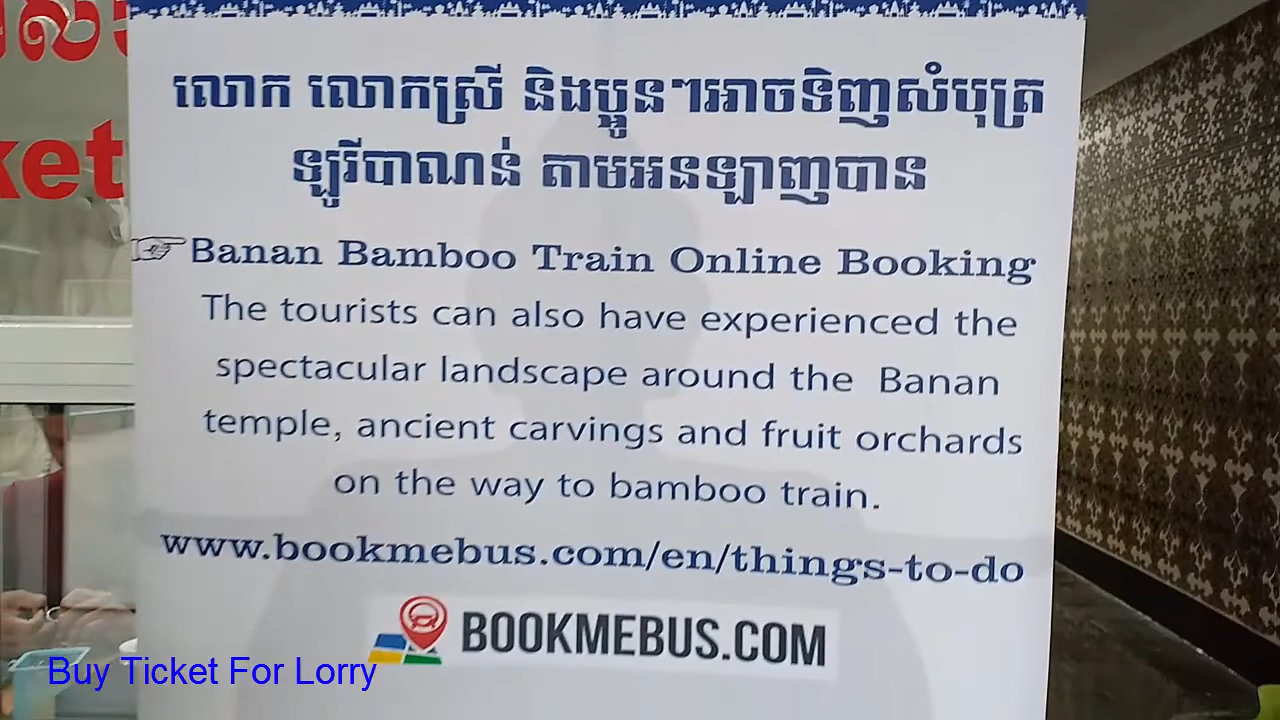 លោក លោកស្រី និងប្អូនៗអាចទិញសំបុត្រ
ឡូរីបាណន់ តាមអនឡាញបាន
Banan Bamboo Train Online Booking
The tourists can also have experienced the
spectacular landscape around the Banan
temple, ancient carvings and fruit orchards
on the way to bamboo train.
www.bookmebus.com/en/things-to-do
BOOKMEBUS.COM
Buy Ticket For Lorry